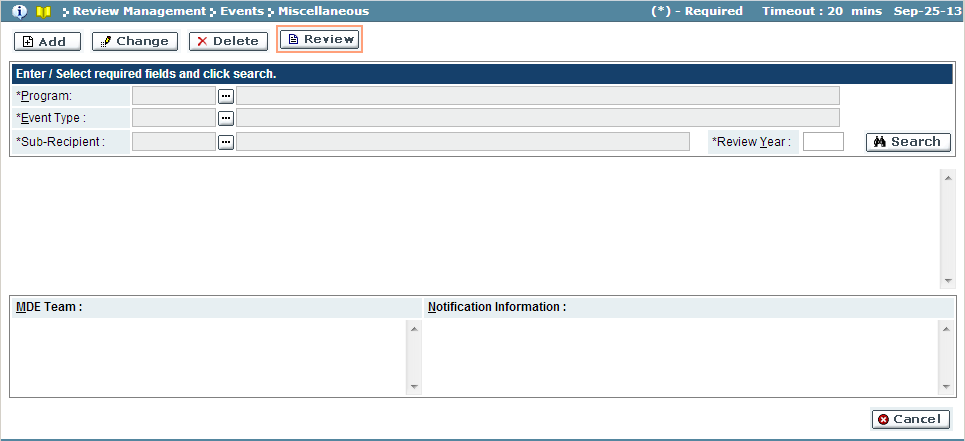 Review Management Events Miscellaneous (*) - Required Timeout : 20 mins Sep-25-13
Add Change Delete Review
Enter / Select required fields and click search.
*Program:
*Event Type :
*Sub-Recipient : *Review Year : Search
MDE Team : Notification Information :
Cancel